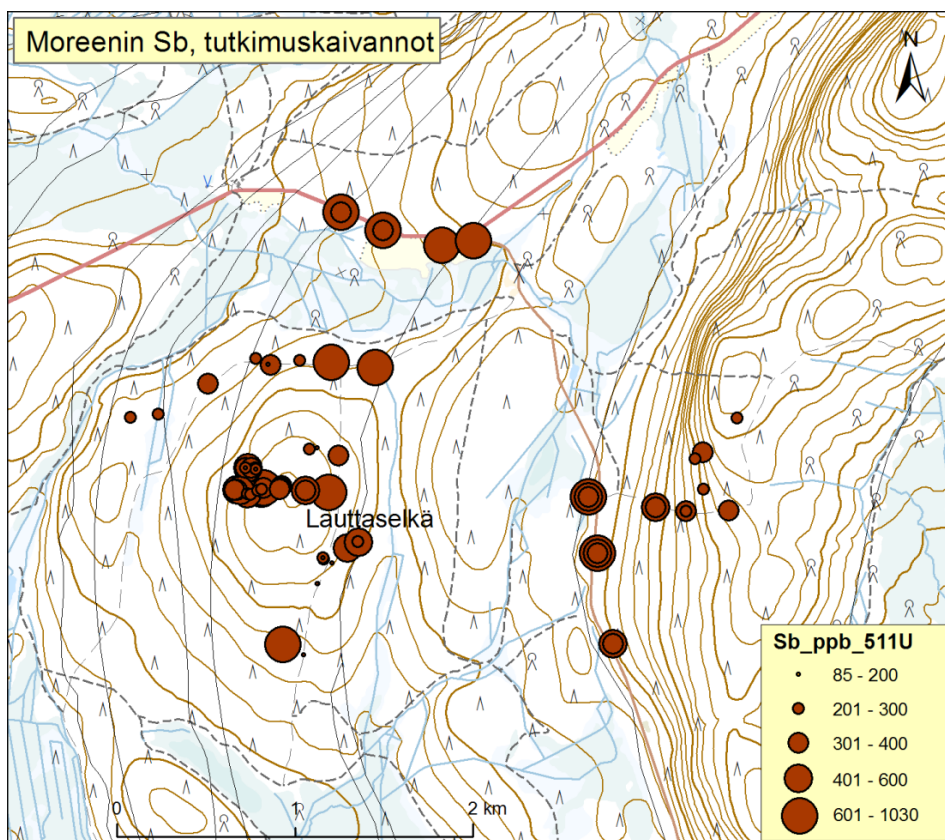 Moreenin Sb, tutkimuskaivannot
N
V
Lauttaselkä
Sb_ppb_511U
85 - 200
201 - 300
301 - 400
401 - 600
601 - 1030
0 1 2 km